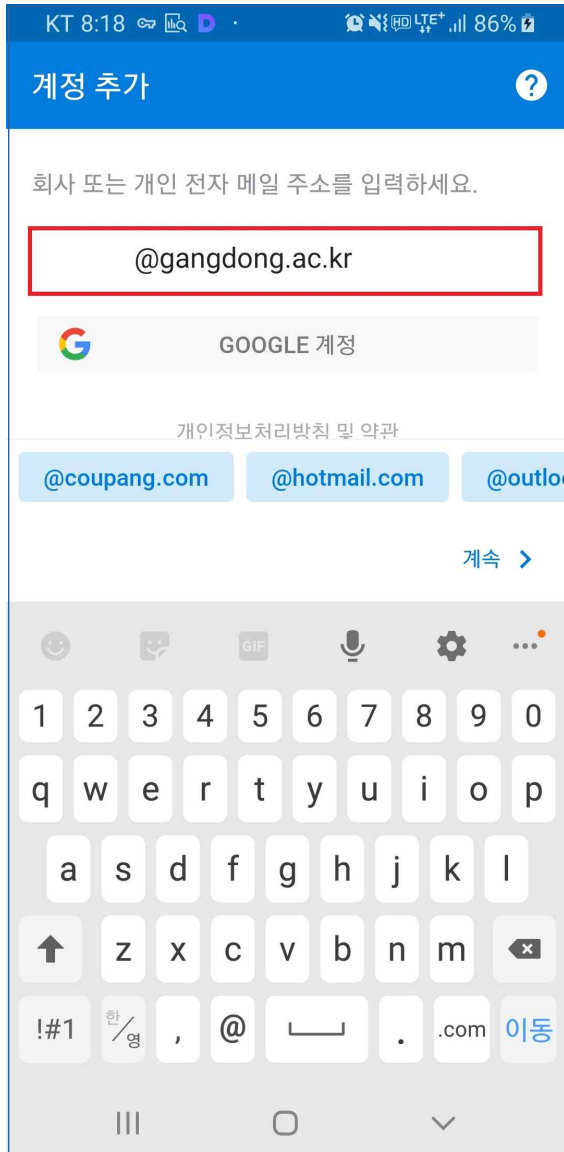 KT 8:18 D · HD LTE+ 86%
계정 추가 ?
회사 또는 개인 전자 메일 주소를 입력하세요.
@gangdong.ac.kr
G GOOGLE 계정
개인정보처리방침 및 약관
@coupang.com @hotmail.com @outlo
계속 >
GIF ...
1 2 3 4 5 6 7 8 9 0
q w e r t y u i o p
a s d f g h j k l
z x c v b n m
!#1 한/영 , @ . .com 이동